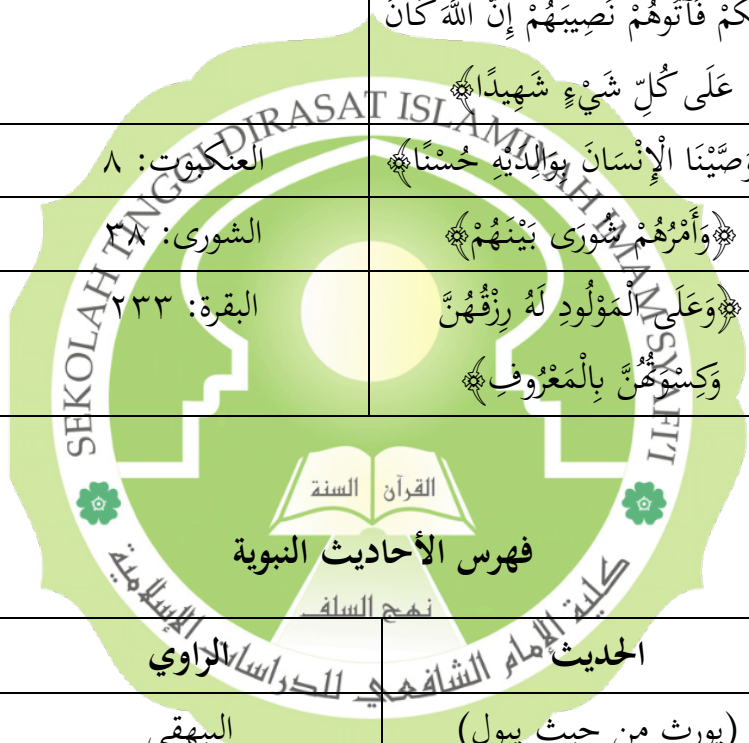 كُمْ فَآتُوهُمْ نَصِيبَهُمْ إِنَّ اللَّهَ كَانَ
عَلَى كُلِّ شَيْءٍ شَهِيدًا﴾
وَصَّيْنَا الْإِنْسَانَ بِوَالِدَيْهِ حُسْنًا﴾ العنكبوت: ٨
﴿وَأَمْرُهُمْ شُورَى بَيْنَهُمْ﴾ الشورى: ٣٨
﴿وَعَلَى الْمَوْلُودِ لَهُ رِزْقُهُنَّ البقرة: ٢٣٣
وَكِسْوَتُهُنَّ بِالْمَعْرُوفِ﴾
SEKOLAH TINGGI DIRASAT ISLAMIYAH IMAM SYAFI'I
القرآن السنة
فهرس الأحاديث النبوية
نهج السلف
كلية الإمام الشافعي للدراسات الإسلامية
الحديث الراوي
(يورث من حيث يبول) البيهقي